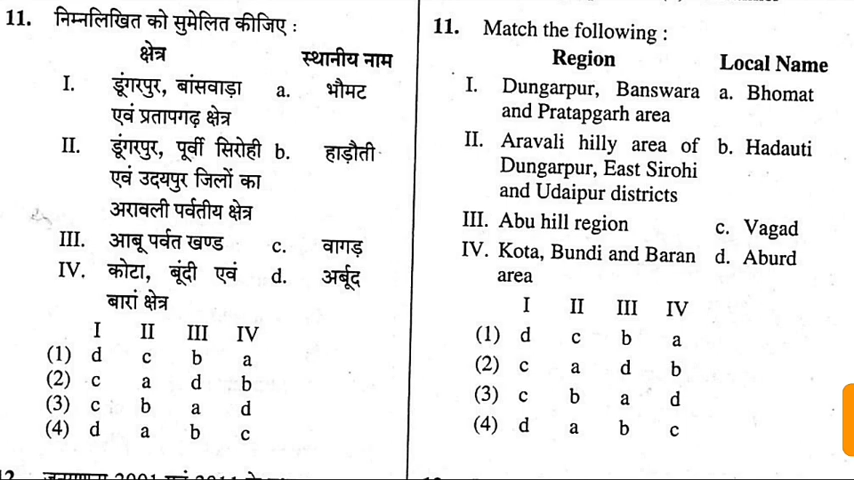 11. निम्नलिखित को सुमेलित कीजिए :
क्षेत्र स्थानीय नाम
I. डूंगरपुर, बांसवाड़ा a. भौमट
एवं प्रतापगढ़ क्षेत्र
II. डूंगरपुर, पूर्वी सिरोही b. हाड़ौती
एवं उदयपुर जिलों का
अरावली पर्वतीय क्षेत्र
III. आबू पर्वत खण्ड c. वागड़
IV. कोटा, बूंदी एवं d. अर्बूद
बारां क्षेत्र
I II III IV
(1) d c b a
(2) c a d b
(3) c b a d
(4) d a b c
11. Match the following :
Region Local Name
I. Dungarpur, Banswara a. Bhomat
and Pratapgarh area
II. Aravali hilly area of b. Hadauti
Dungarpur, East Sirohi
and Udaipur districts
III. Abu hill region c. Vagad
IV. Kota, Bundi and Baran d. Aburd
area
I II III IV
(1) d c b a
(2) c a d b
(3) c b a d
(4) d a b c